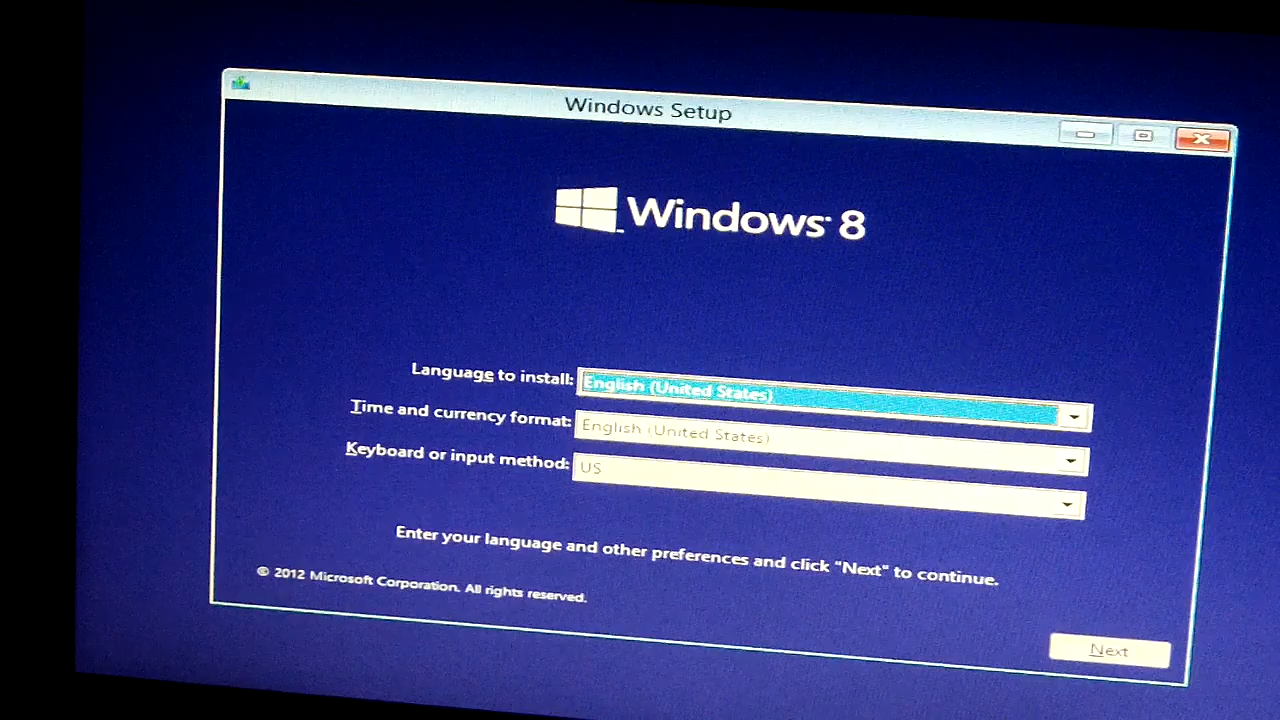 Windows Setup
Windows 8
Language to install: English (United States)
Time and currency format: English (United States)
Keyboard or input method: US
Enter your language and other preferences and click "Next" to continue.
© 2012 Microsoft Corporation. All rights reserved.
Next